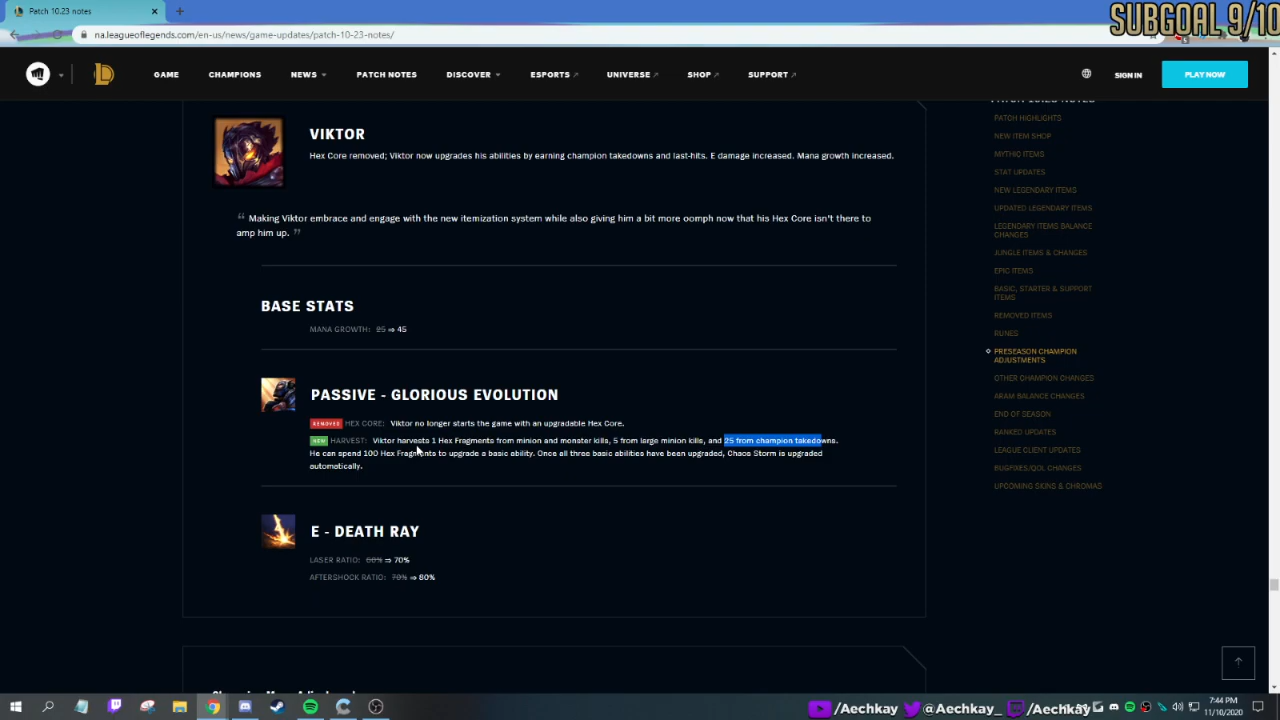 Patch 10.23 notes
SUBGOAL 9/10
na.leagueoflegends.com/en-us/news/game-updates/patch-10-23-notes/
GAME
CHAMPIONS
NEWS
PATCH NOTES
DISCOVER
ESPORTS
UNIVERSE
SHOP
SUPPORT
SIGN IN
PLAY NOW
VIKTOR
Hex Core removed; Viktor now upgrades his abilities by earning champion takedowns and last-hits. E damage increased. Mana growth increased.
“ Making Viktor embrace and engage with the new itemization system while also giving him a bit more oomph now that his Hex Core isn't there to
amp him up. ”
BASE STATS
MANA GROWTH: 25 ⇒ 45
PASSIVE - GLORIOUS EVOLUTION
REMOVED HEX CORE: Viktor no longer starts the game with an upgradable Hex Core.
NEW HARVEST: Viktor harvests 1 Hex Fragments from minion and monster kills, 5 from large minion kills, and 25 from champion takedowns.
He can spend 100 Hex Fragments to upgrade a basic ability. Once all three basic abilities have been upgraded, Chaos Storm is upgraded
automatically.
E - DEATH RAY
LASER RATIO: 60% ⇒ 70%
AFTERSHOCK RATIO: 70% ⇒ 80%
PATCH 10.23 NOTES
PATCH HIGHLIGHTS
NEW ITEM SHOP
MYTHIC ITEMS
STAT UPDATES
NEW LEGENDARY ITEMS
UPDATED LEGENDARY ITEMS
LEGENDARY ITEMS BALANCE
CHANGES
JUNGLE ITEMS & CHANGES
EPIC ITEMS
BASIC, STARTER & SUPPORT
ITEMS
REMOVED ITEMS
RUNES
PRESEASON CHAMPION
ADJUSTMENTS
OTHER CHAMPION CHANGES
ARAM BALANCE CHANGES
END OF SEASON
RANKED UPDATES
LEAGUE CLIENT UPDATES
BUGFIXES/QOL CHANGES
UPCOMING SKINS & CHROMAS
/Aechkay
@Aechkay_
/Aechkay
7:44 PM
11/10/2020